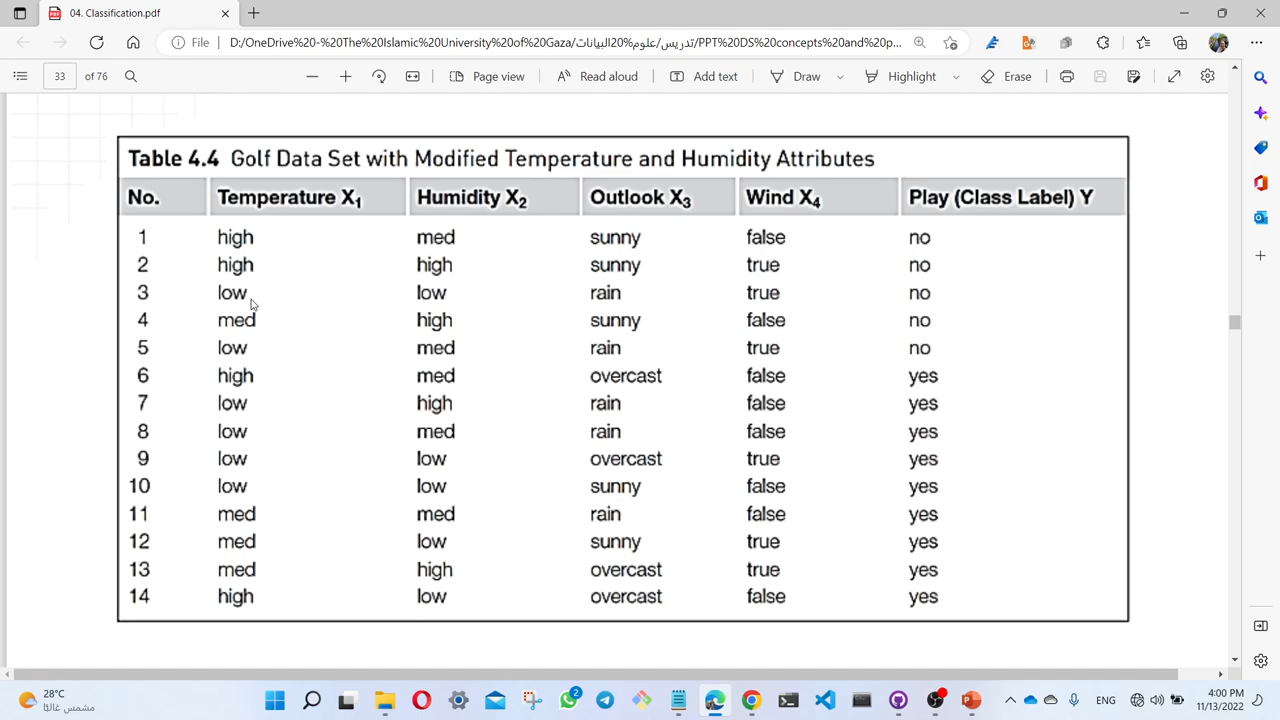 04. Classification.pdf
File D:/OneDrive%20-%20The%20Islamic%20University%20of%20Gaza/تدريس/علوم%20البيانات/PPT%20DS%20concepts%20and%20p...
33 of 76 Page view Read aloud Add text Draw Highlight Erase
Table 4.4 Golf Data Set with Modified Temperature and Humidity Attributes
No. Temperature X₁ Humidity X₂ Outlook X₃ Wind X₄ Play (Class Label) Y
1 high med sunny false no
2 high high sunny true no
3 low low rain true no
4 med high sunny false no
5 low med rain true no
6 high med overcast false yes
7 low high rain false yes
8 low med rain false yes
9 low low overcast true yes
10 low low sunny false yes
11 med med rain false yes
12 med low sunny true yes
13 med high overcast true yes
14 high low overcast false yes
28°C 2 ENG 4:00 PM
مشمس غالبًا 11/13/2022